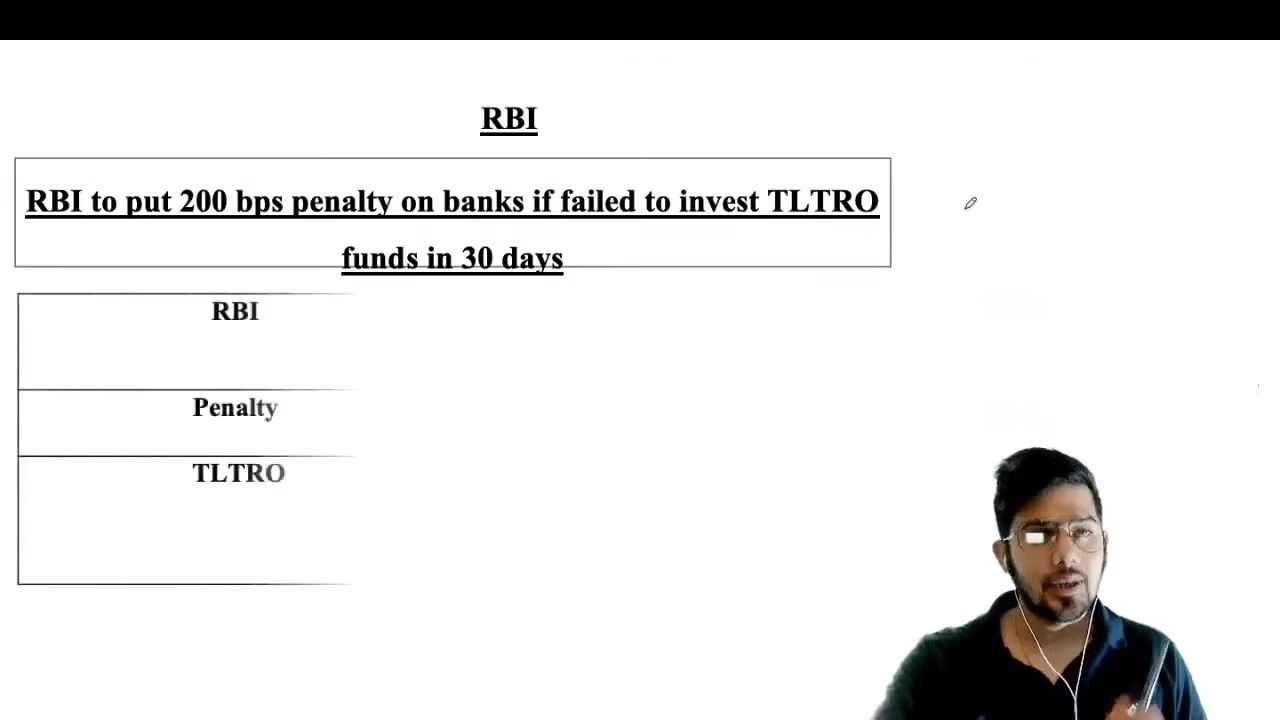 RBI
RBI to put 200 bps penalty on banks if failed to invest TLTRO
funds in 30 days
RBI
Penalty
TLTRO